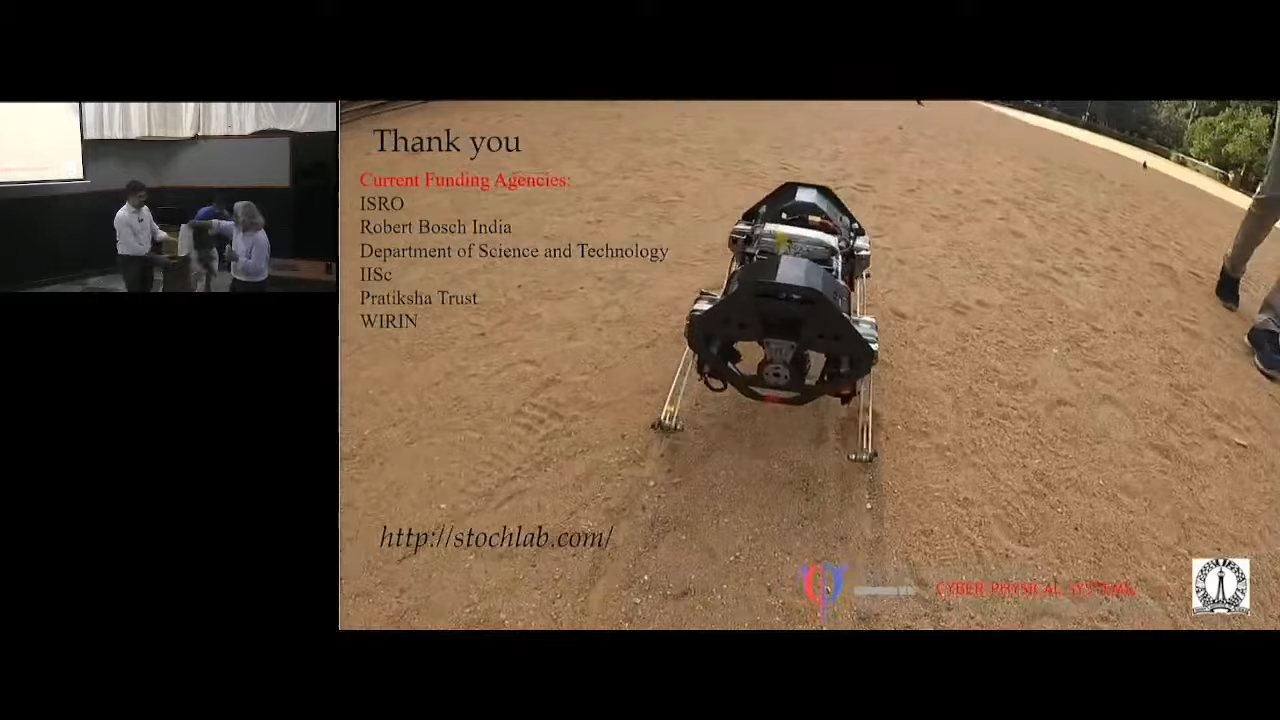 Thank you
Current Funding Agencies:
ISRO
Robert Bosch India
Department of Science and Technology
IISc
Pratiksha Trust
WIRIN
http://stochlab.com/
CYBER PHYSICAL SYSTEMS